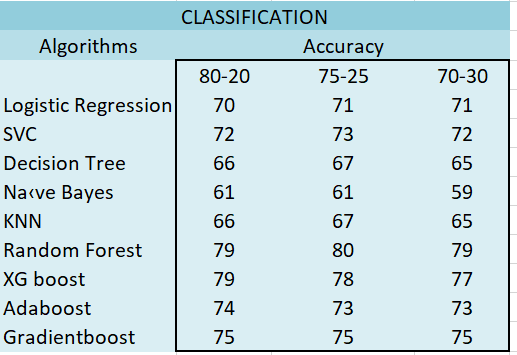 CLASSIFICATION
Algorithms Accuracy
80-20 75-25 70-30
Logistic Regression 70 71 71
SVC 72 73 72
Decision Tree 66 67 65
Na‹ve Bayes 61 61 59
KNN 66 67 65
Random Forest 79 80 79
XG boost 79 78 77
Adaboost 74 73 73
Gradientboost 75 75 75